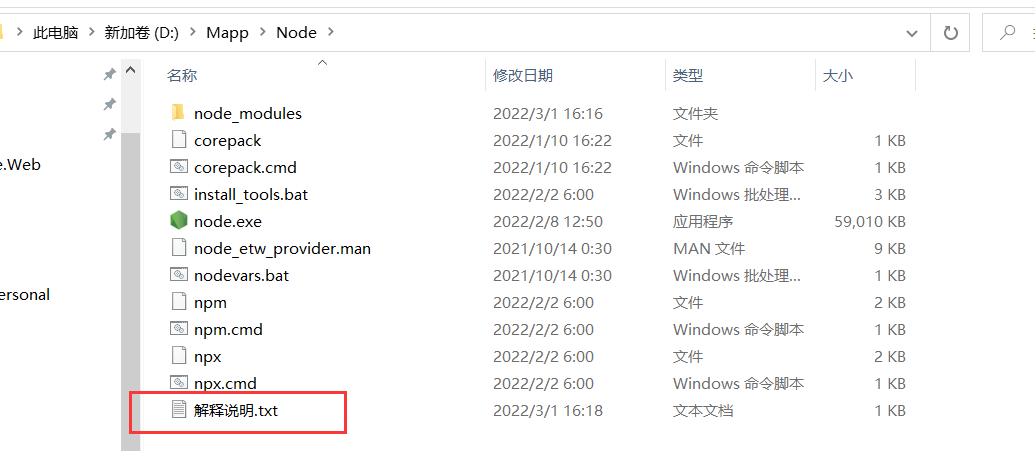 此电脑 新加卷 (D:) Mapp Node
名称 修改日期 类型 大小
node_modules 2022/3/1 16:16 文件夹
corepack 2022/1/10 16:22 文件 1 KB
e.Web
corepack.cmd 2022/1/10 16:22 Windows 命令脚本 1 KB
install_tools.bat 2022/2/2 6:00 Windows 批处理... 3 KB
node.exe 2022/2/8 12:50 应用程序 59,010 KB
node_etw_provider.man 2021/10/14 0:30 MAN 文件 9 KB
nodevars.bat 2021/10/14 0:30 Windows 批处理... 1 KB
ersonal
npm 2022/2/2 6:00 文件 2 KB
npm.cmd 2022/2/2 6:00 Windows 命令脚本 1 KB
npx 2022/2/2 6:00 文件 2 KB
npx.cmd 2022/2/2 6:00 Windows 命令脚本 1 KB
解释说明.txt 2022/3/1 16:18 文本文档 1 KB